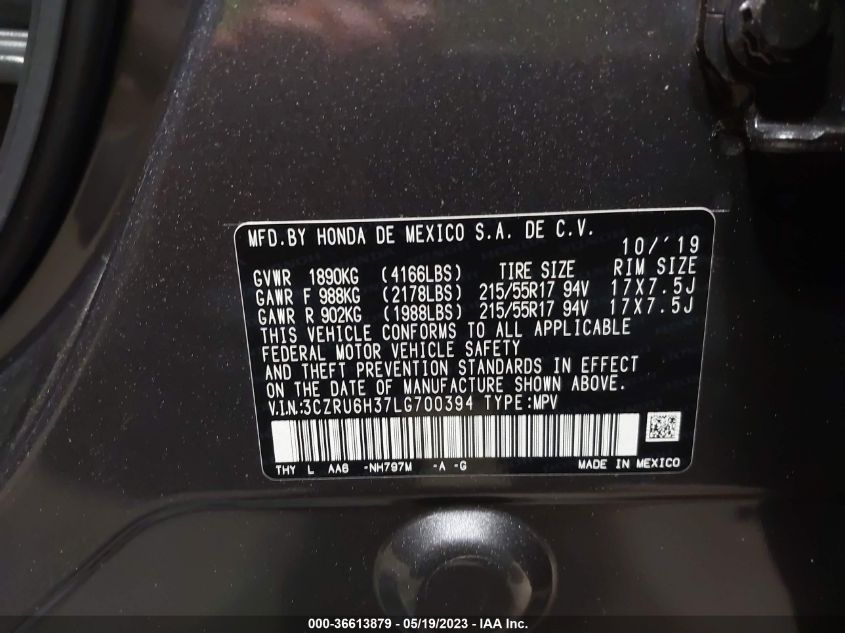 MFD.BY HONDA DE MEXICO S.A. DE C.V.
10/'19
GVWR 1890KG (4166LBS) TIRE SIZE RIM SIZE
GAWR F 988KG (2178LBS) 215/55R17 94V 17X7.5J
GAWR R 902KG (1988LBS) 215/55R17 94V 17X7.5J
THIS VEHICLE CONFORMS TO ALL APPLICABLE
FEDERAL MOTOR VEHICLE SAFETY
AND THEFT PREVENTION STANDARDS IN EFFECT
ON THE DATE OF MANUFACTURE SHOWN ABOVE.
V.I.N.:3CZRU6H37LG700394 TYPE:MPV
THY L AA6 -NH797M -A -G MADE IN MEXICO
000-36613879 - 05/19/2023 - IAA Inc.